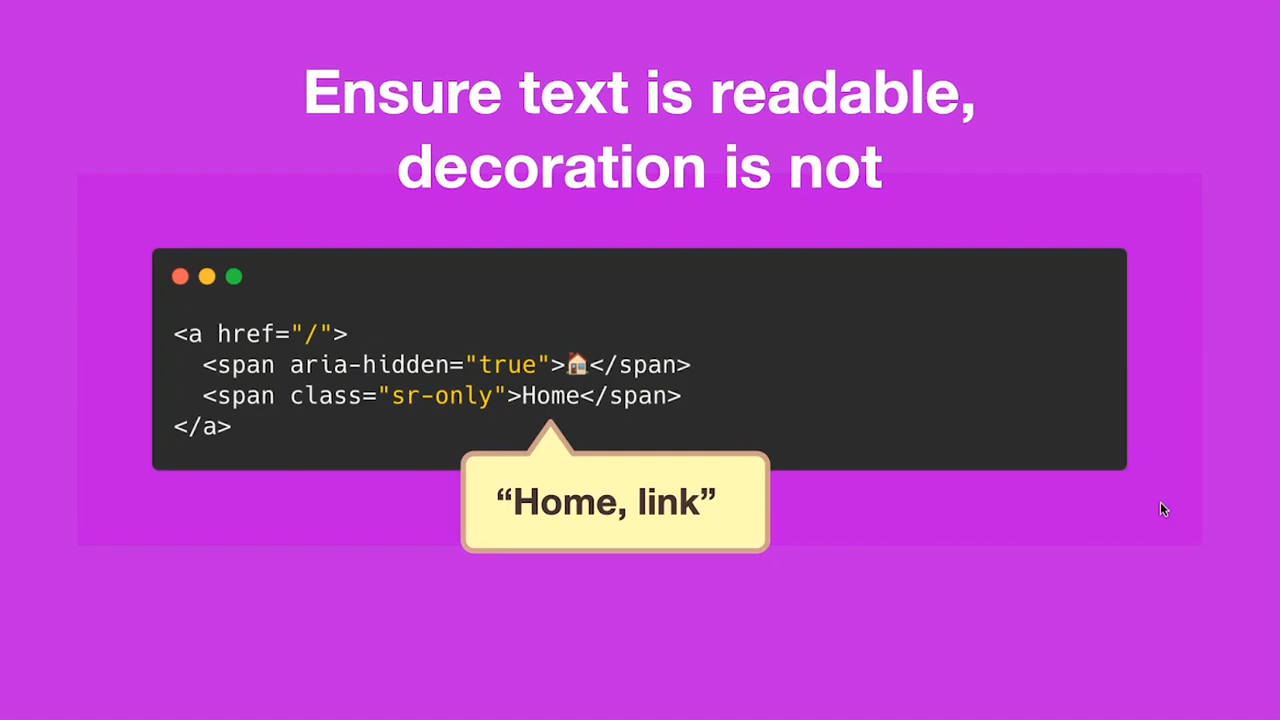 Ensure text is readable,
decoration is not
<a href="/">
<span aria-hidden="true">🏠</span>
<span class="sr-only">Home</span>
</a>
“Home, link”